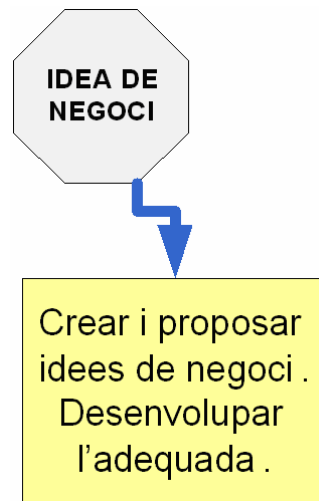 IDEA DE
NEGOCI
Crear i proposar
idees de negoci .
Desenvolupar
l'adequada .